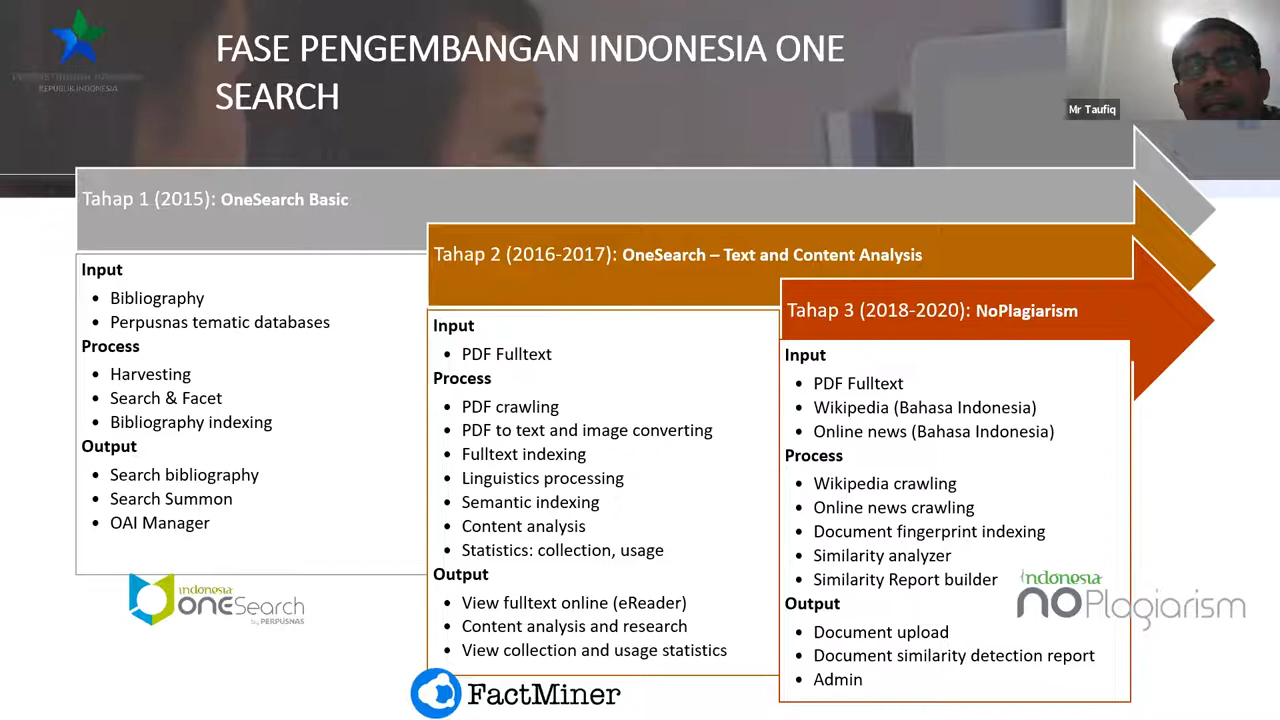 REPUBLIK INDONESIA
FASE PENGEMBANGAN INDONESIA ONE
SEARCH
Mr Taufiq
Tahap 1 (2015): OneSearch Basic
Input
• Bibliography
• Perpusnas tematic databases
Process
• Harvesting
• Search & Facet
• Bibliography indexing
Output
• Search bibliography
• Search Summon
• OAI Manager
indonesia
oneSearch
by PERPUSNAS
Tahap 2 (2016-2017): OneSearch – Text and Content Analysis
Input
• PDF Fulltext
Process
• PDF crawling
• PDF to text and image converting
• Fulltext indexing
• Linguistics processing
• Semantic indexing
• Content analysis
• Statistics: collection, usage
Output
• View fulltext online (eReader)
• Content analysis and research
• View collection and usage statistics
FactMiner
Tahap 3 (2018-2020): NoPlagiarism
Input
• PDF Fulltext
• Wikipedia (Bahasa Indonesia)
• Online news (Bahasa Indonesia)
Process
• Wikipedia crawling
• Online news crawling
• Document fingerprint indexing
• Similarity analyzer
• Similarity Report builder
Output
• Document upload
• Document similarity detection report
• Admin
indonesia
noPlagiarism